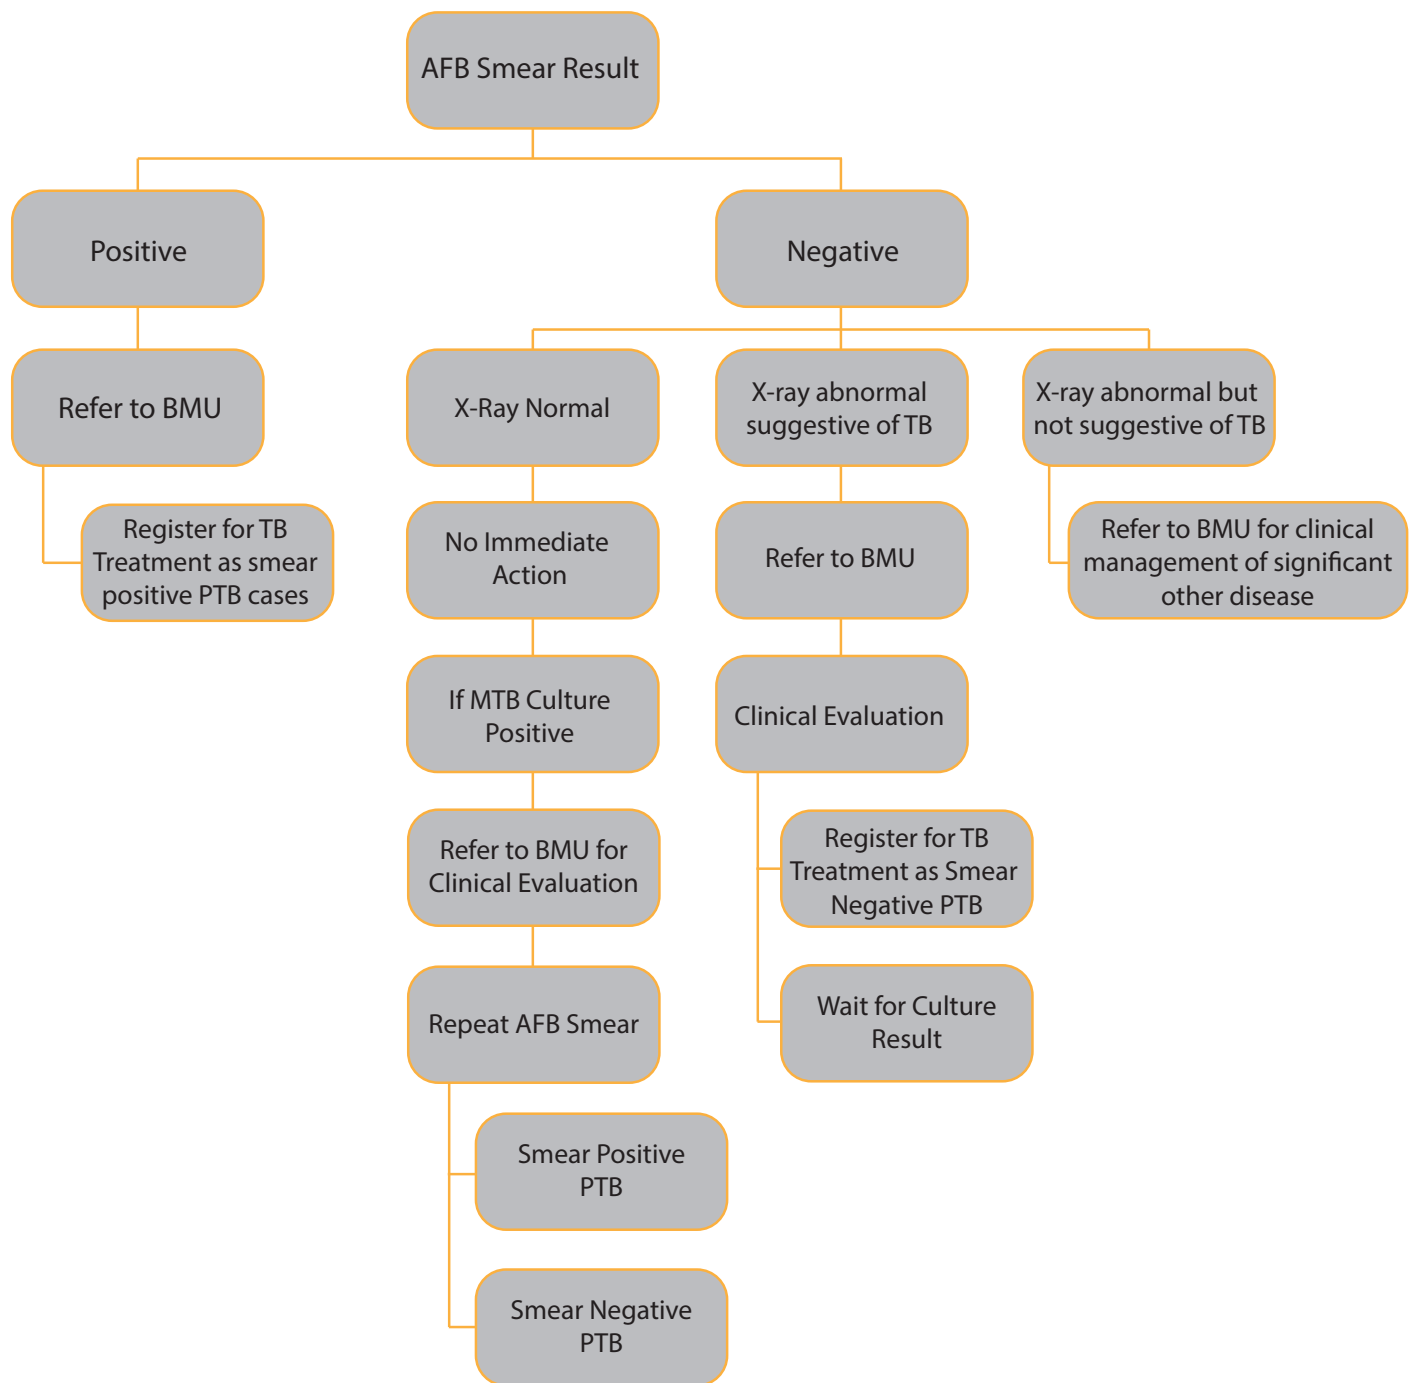 AFB Smear Result
Positive
Negative
Refer to BMU
X-Ray Normal
X-ray abnormal
suggestive of TB
X-ray abnormal but
not suggestive of TB
Register for TB
Treatment as smear
positive PTB cases
No Immediate
Action
Refer to BMU
Refer to BMU for clinical
management of significant
other disease
If MTB Culture
Positive
Clinical Evaluation
Refer to BMU for
Clinical Evaluation
Register for TB
Treatment as Smear
Negative PTB
Repeat AFB Smear
Wait for Culture
Result
Smear Positive
PTB
Smear Negative
PTB